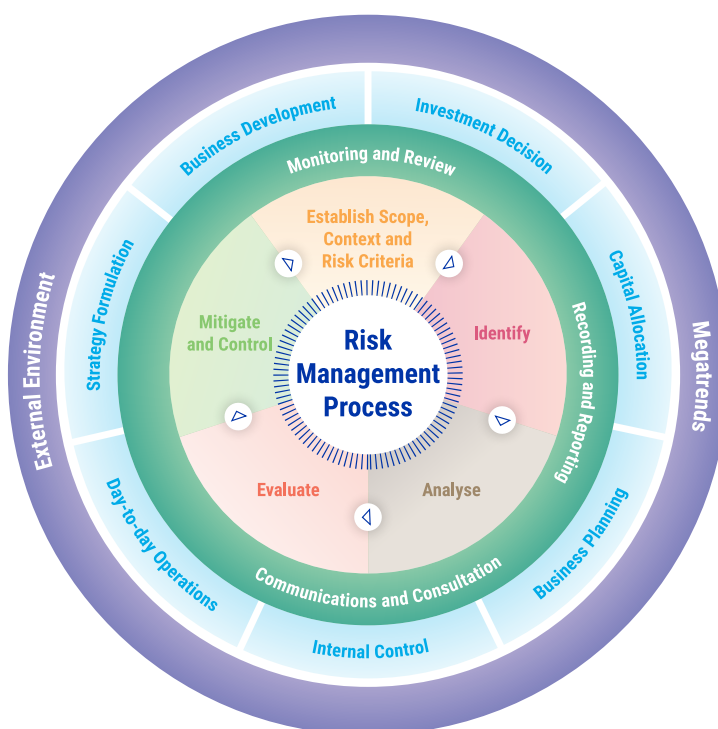 Business Development
Investment Decision
Monitoring and Review
Establish Scope,
Context and
Risk Criteria
Strategy Formulation
Capital Allocation
External Environment
Megatrends
Mitigate
and Control
Identify
Recording and Reporting
Risk
Management
Process
Evaluate
Analyse
Day-to-day Operations
Business Planning
Communications and Consultation
Internal Control